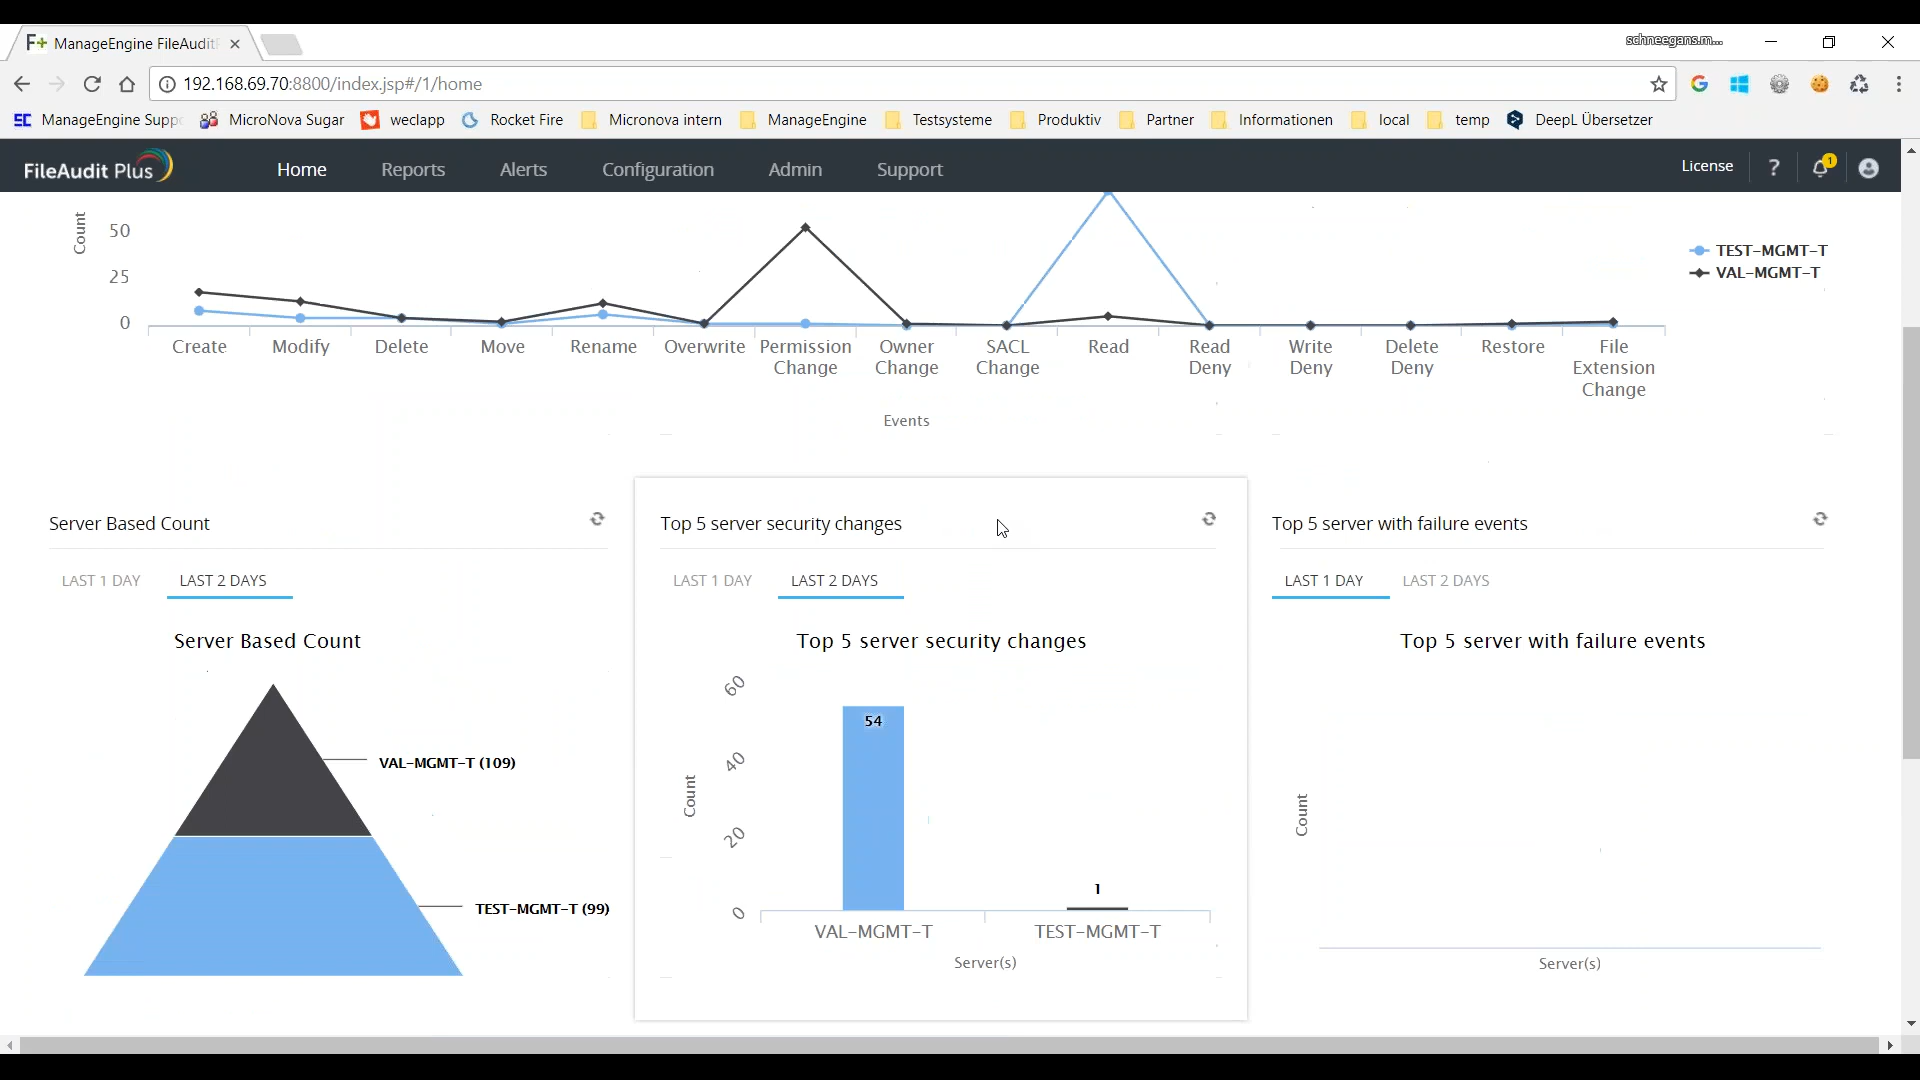 ManageEngine FileAudit
schneegans.m...
192.168.69.70:8800/index.jsp#/1/home
ManageEngine Suppo
MicroNova Sugar
weclapp
Rocket Fire
Micronova intern
ManageEngine
Testsysteme
Produktiv
Partner
Informationen
local
temp
DeepL Übersetzer
FileAudit Plus
Home
Reports
Alerts
Configuration
Admin
Support
License
?
1
Count
50
25
0
TEST-MGMT-T
VAL-MGMT-T
Create
Modify
Delete
Move
Rename
Overwrite
Permission
Change
Owner
Change
SACL
Change
Read
Read
Deny
Write
Deny
Delete
Deny
Restore
File
Extension
Change
Events
Server Based Count
LAST 1 DAY
LAST 2 DAYS
Server Based Count
VAL-MGMT-T (109)
TEST-MGMT-T (99)
Top 5 server security changes
LAST 1 DAY
LAST 2 DAYS
Top 5 server security changes
60
40
20
0
Count
54
1
VAL-MGMT-T
TEST-MGMT-T
Server(s)
Top 5 server with failure events
LAST 1 DAY
LAST 2 DAYS
Top 5 server with failure events
Count
Server(s)